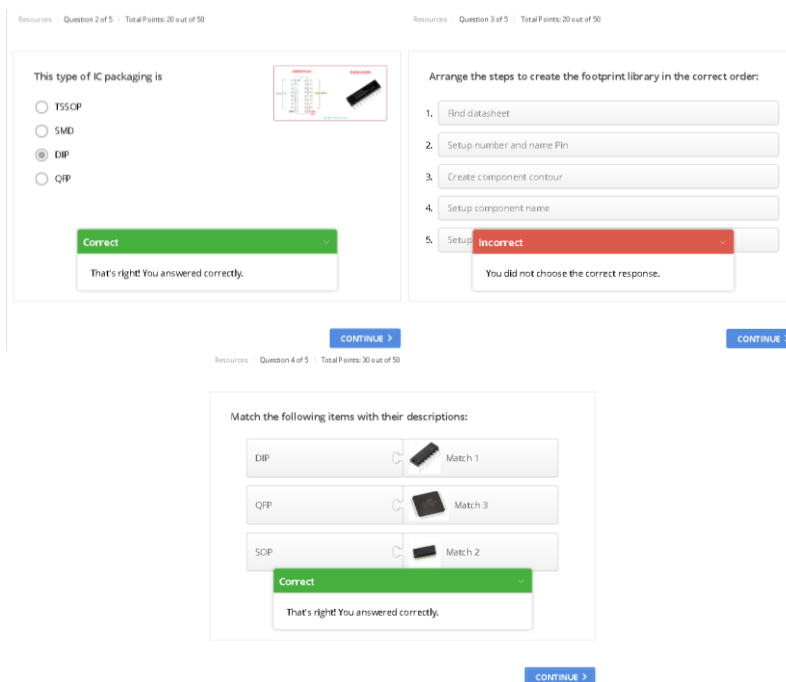 Resources | Question 2 of 5 | Total Points: 20 out of 50
This type of IC packaging is
TSSOP
SMD
DIP
QFP
Correct
That's right! You answered correctly.
CONTINUE
Resources | Question 3 of 5 | Total Points: 20 out of 50
Arrange the steps to create the footprint library in the correct order:
1. Find datasheet
2. Setup number and name Pin
3. Create component contour
4. Setup component name
5. Setup
Incorrect
You did not choose the correct response.
CONTINUE
Resources | Question 4 of 5 | Total Points: 30 out of 50
Match the following items with their descriptions:
DIP Match 1
QFP Match 3
SOP Match 2
Correct
That's right! You answered correctly.
CONTINUE